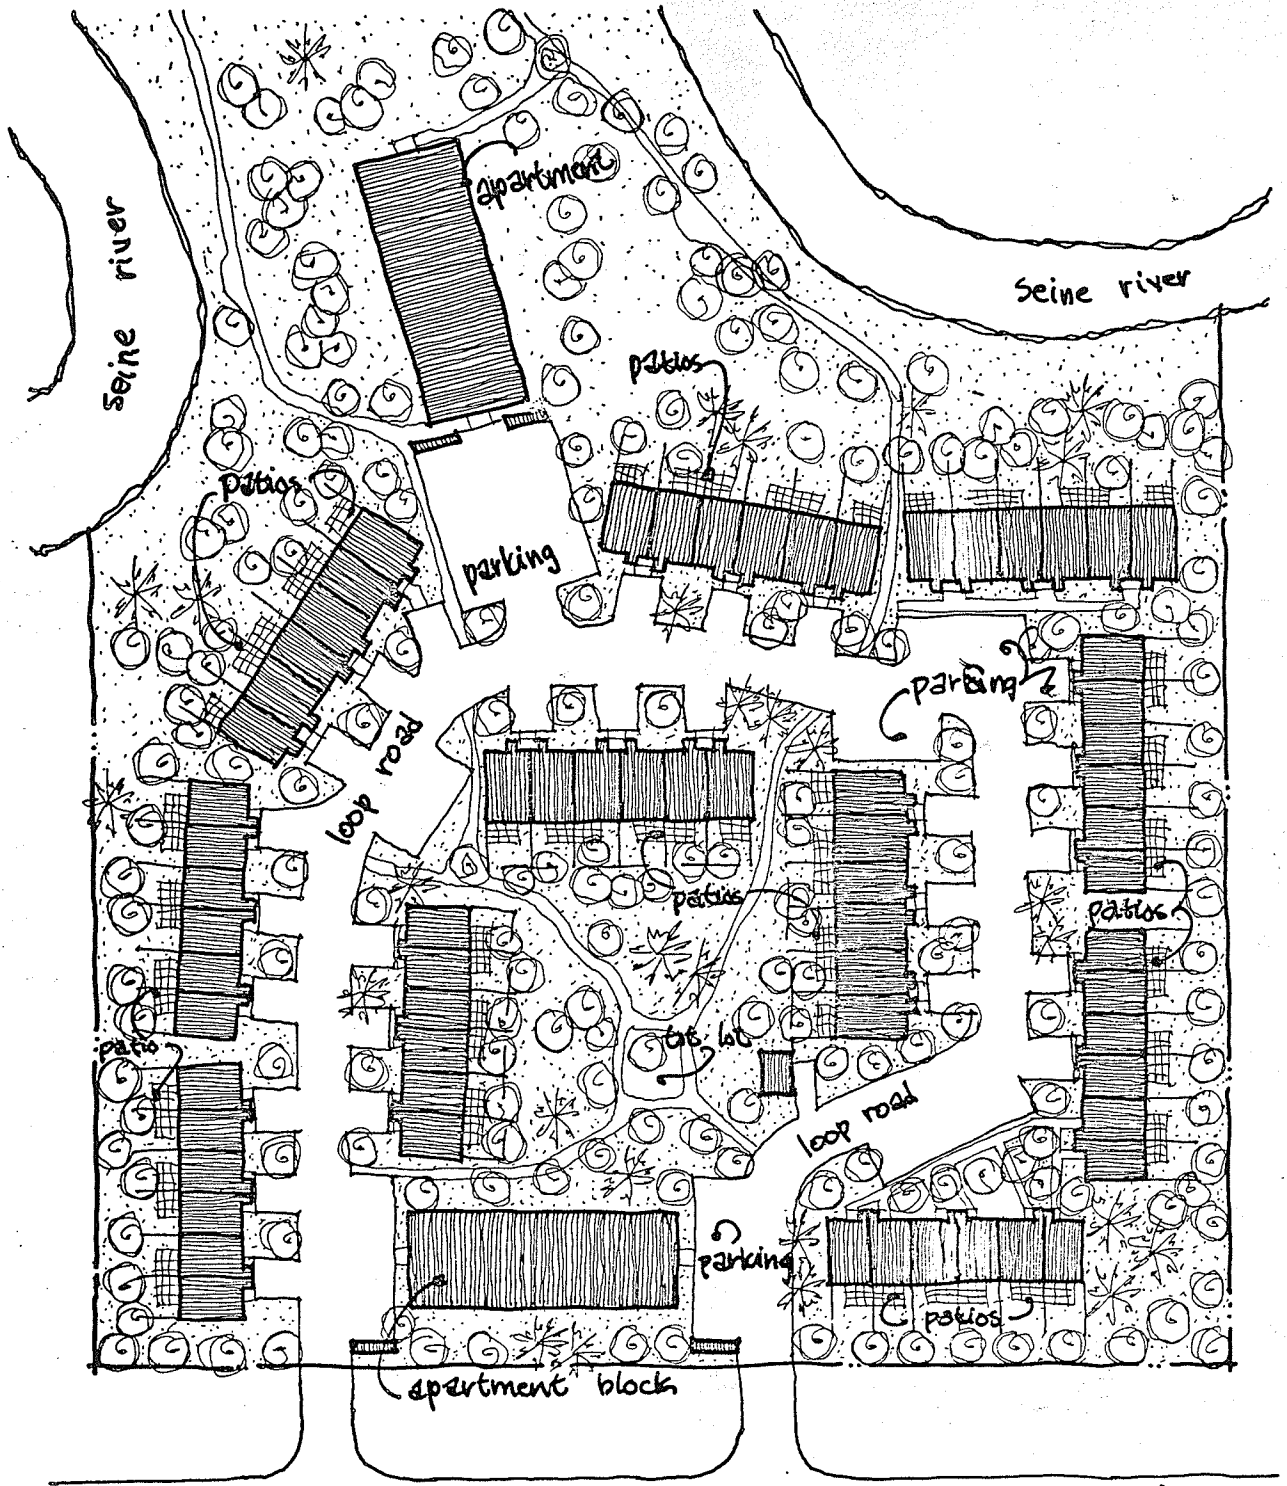 apartment
Seine river
Seine river
patios
patios
parking
parking
loop road
patios
patios
patio
tot lot
loop road
parking
patios
apartment block